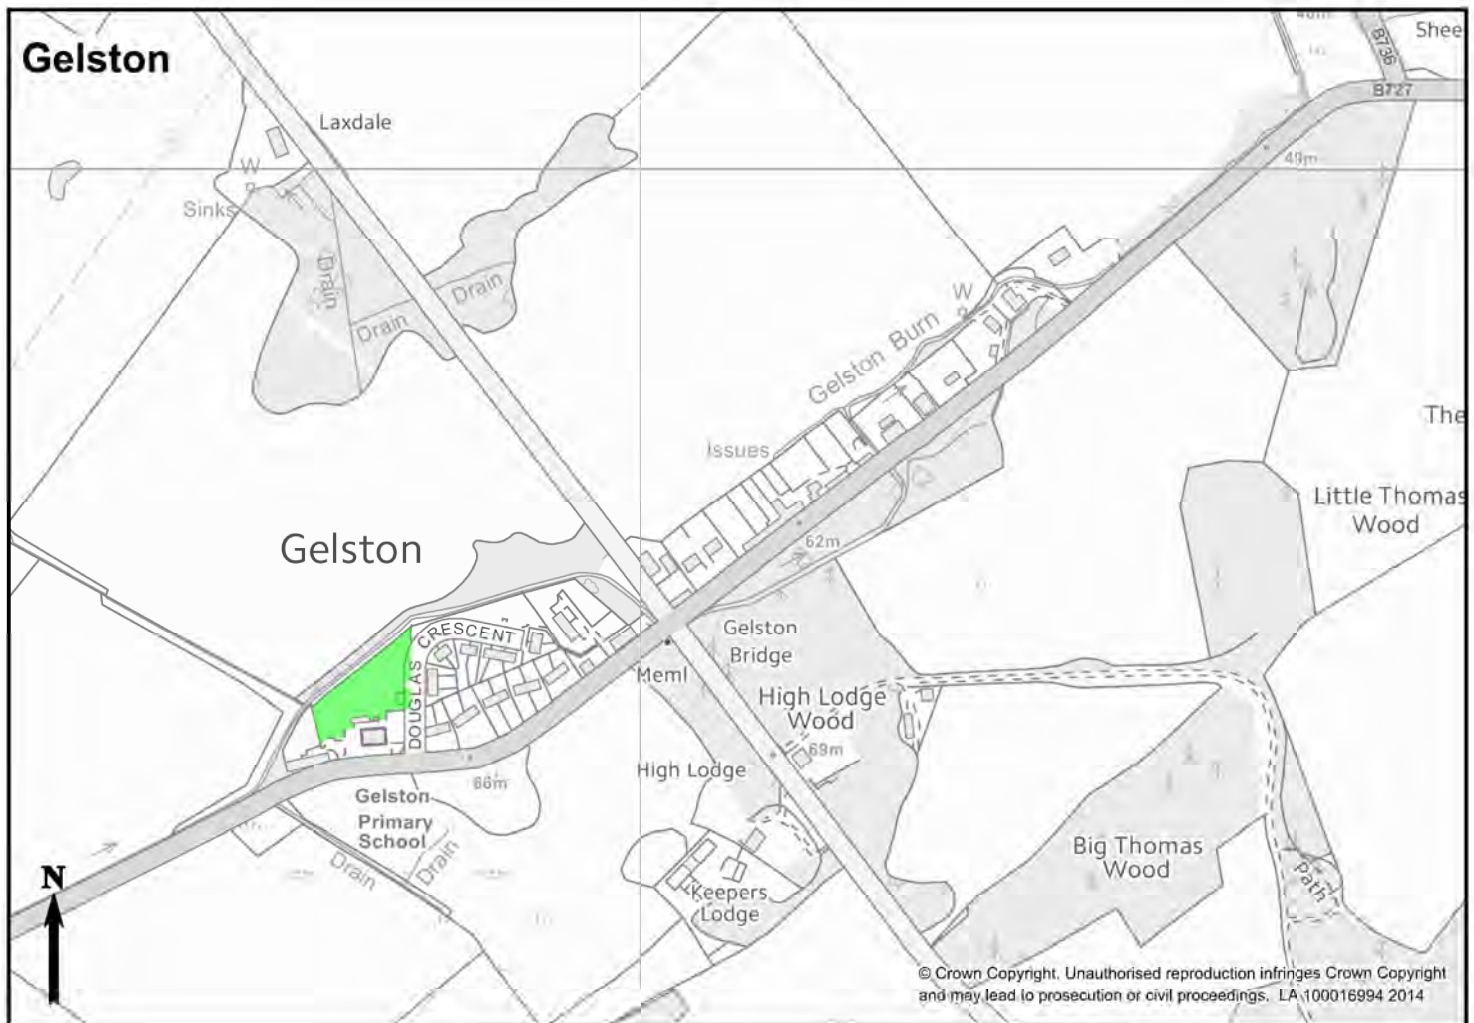 Gelston
B736
Shee
B727
Laxdale
49m
W
Sinks
Drain
Drain
Drain
W
Gelston Burn
The
Issues
Little Thomas
Wood
Gelston
62m
CRESCENT
Gelston
Bridge
Meml
DOUGLAS
High Lodge
Wood
69m
High Lodge
66m
Gelston
Primary
School
Drain
Drain
Big Thomas
Wood
Path
N
Keepers
Lodge
© Crown Copyright. Unauthorised reproduction infringes Crown Copyright
and may lead to prosecution or civil proceedings. LA 100016994 2014